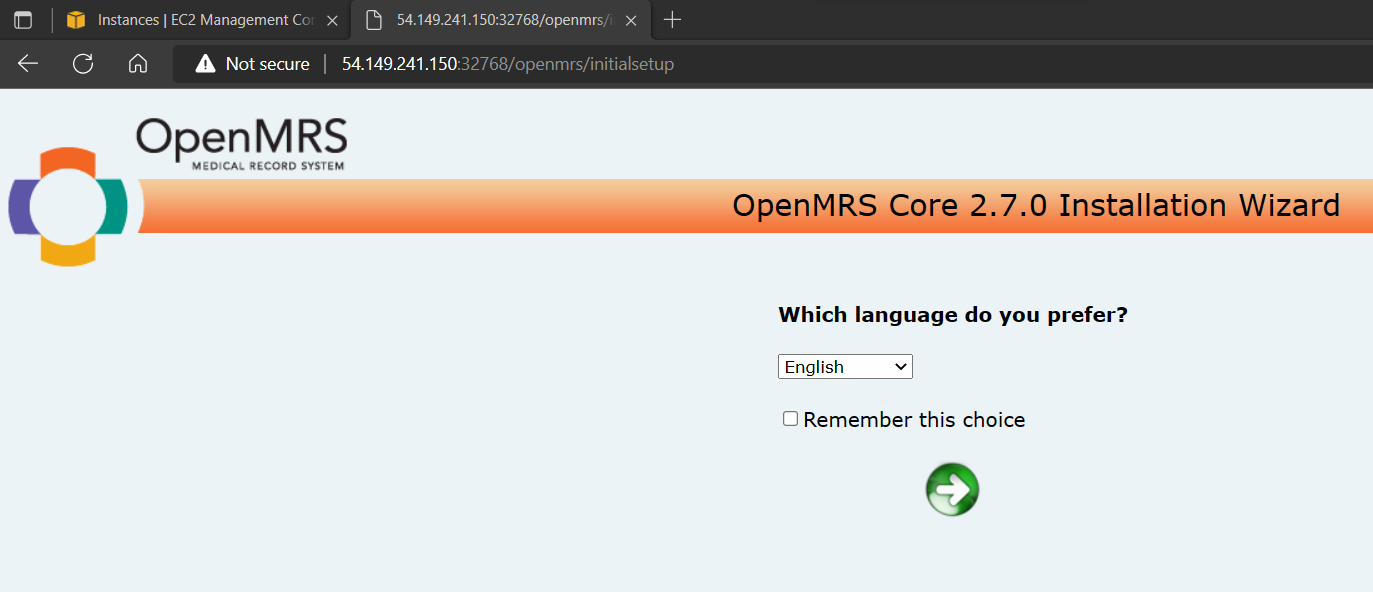 Instances | EC2 Management Con
54.149.241.150:32768/openmrs/i
Not secure
54.149.241.150:32768/openmrs/initialsetup
OpenMRS
MEDICAL RECORD SYSTEM
OpenMRS Core 2.7.0 Installation Wizard
Which language do you prefer?
English
Remember this choice